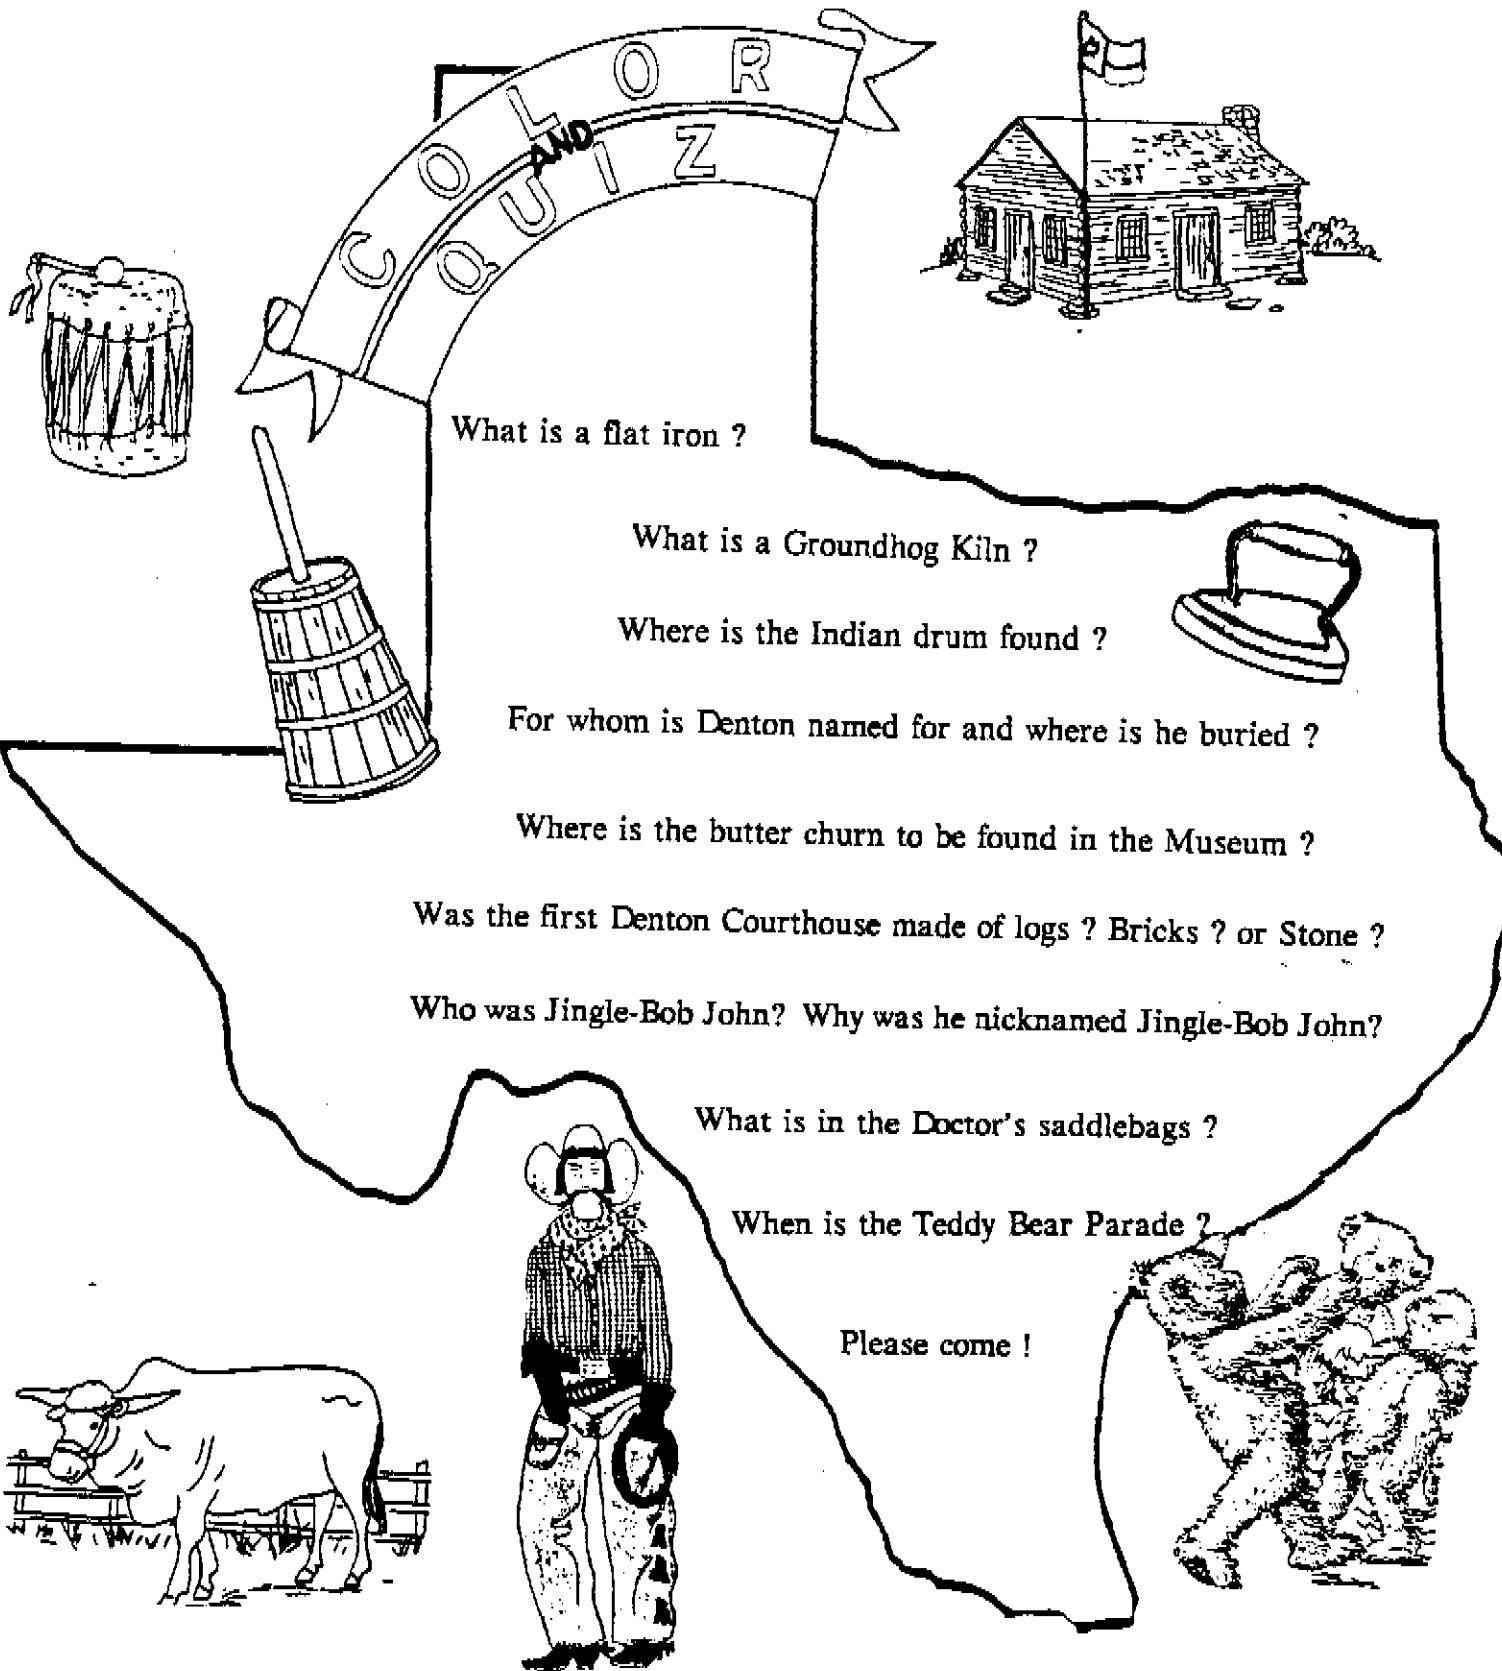 COLOR
AND
QUIZ
What is a flat iron ?
What is a Groundhog Kiln ?
Where is the Indian drum found ?
For whom is Denton named for and where is he buried ?
Where is the butter churn to be found in the Museum ?
Was the first Denton Courthouse made of logs ? Bricks ? or Stone ?
Who was Jingle-Bob John? Why was he nicknamed Jingle-Bob John?
What is in the Doctor's saddlebags ?
When is the Teddy Bear Parade ?
Please come !